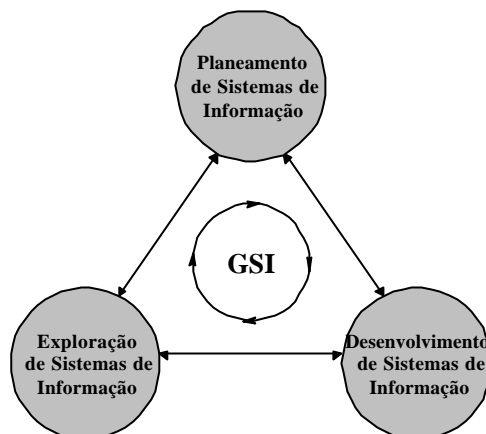 Planeamento
de Sistemas de
Informação
GSI
Exploração
de Sistemas de
Informação
Desenvolvimento
de Sistemas de
Informação